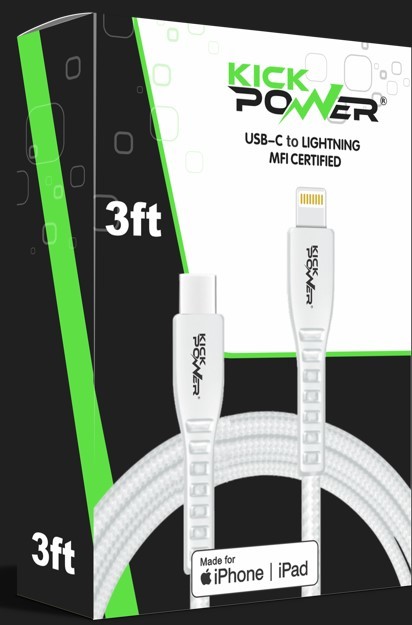 KICK
POWER®
USB-C to LIGHTNING
MFI CERTIFIED
3ft
KICK
POWER
KICK
POWER
3ft
Made for
iPhone | iPad